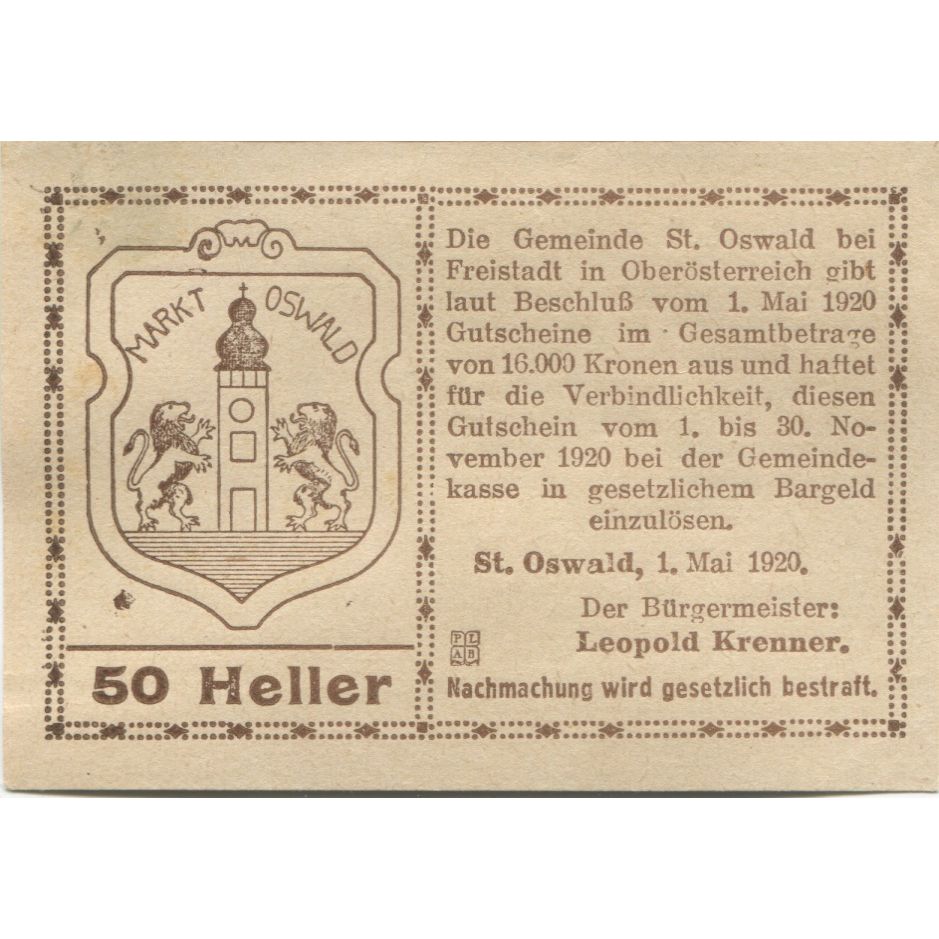 MARKT OSWALD
50 Heller
Die Gemeinde St. Oswald bei
Freistadt in Oberösterreich gibt
laut Beschluß vom 1. Mai 1920
Gutscheine im Gesamtbetrage
von 16.000 Kronen aus und haftet
für die Verbindlichkeit, diesen
Gutschein vom 1. bis 30. No-
vember 1920 bei der Gemeinde-
kasse in gesetzlichem Bargeld
einzulösen.
St. Oswald, 1. Mai 1920.
Der Bürgermeister:
Leopold Krenner.
P L
A B
Nachmachung wird gesetzlich bestraft.